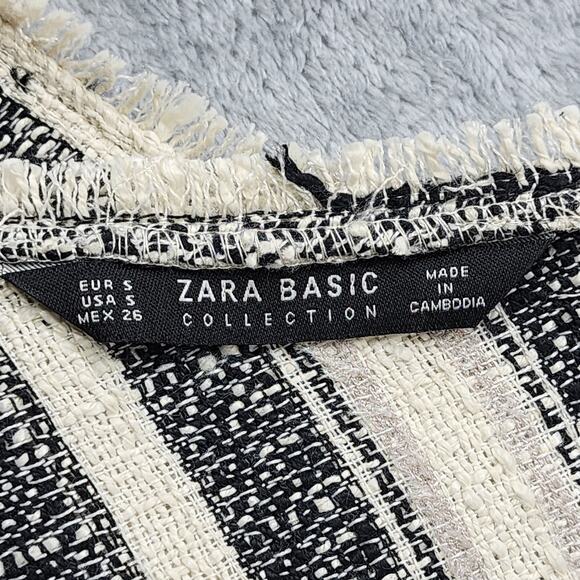 EUR S
USA S
MEX 26
ZARA BASIC
COLLECTION
MADE
IN
CAMBODIA